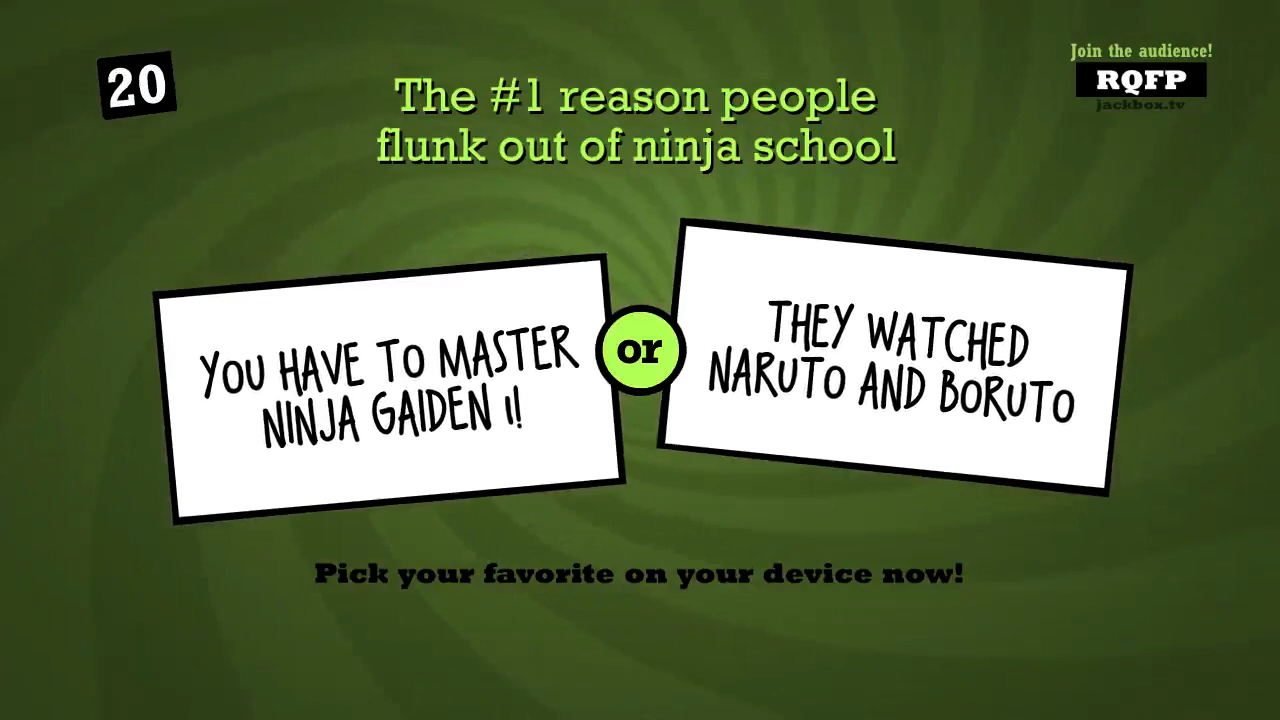 20
Join the audience!
RQFP
jackbox.tv
The #1 reason people
flunk out of ninja school
YOU HAVE TO MASTER
NINJA GAIDEN 1!
or
THEY WATCHED
NARUTO AND BORUTO
Pick your favorite on your device now!